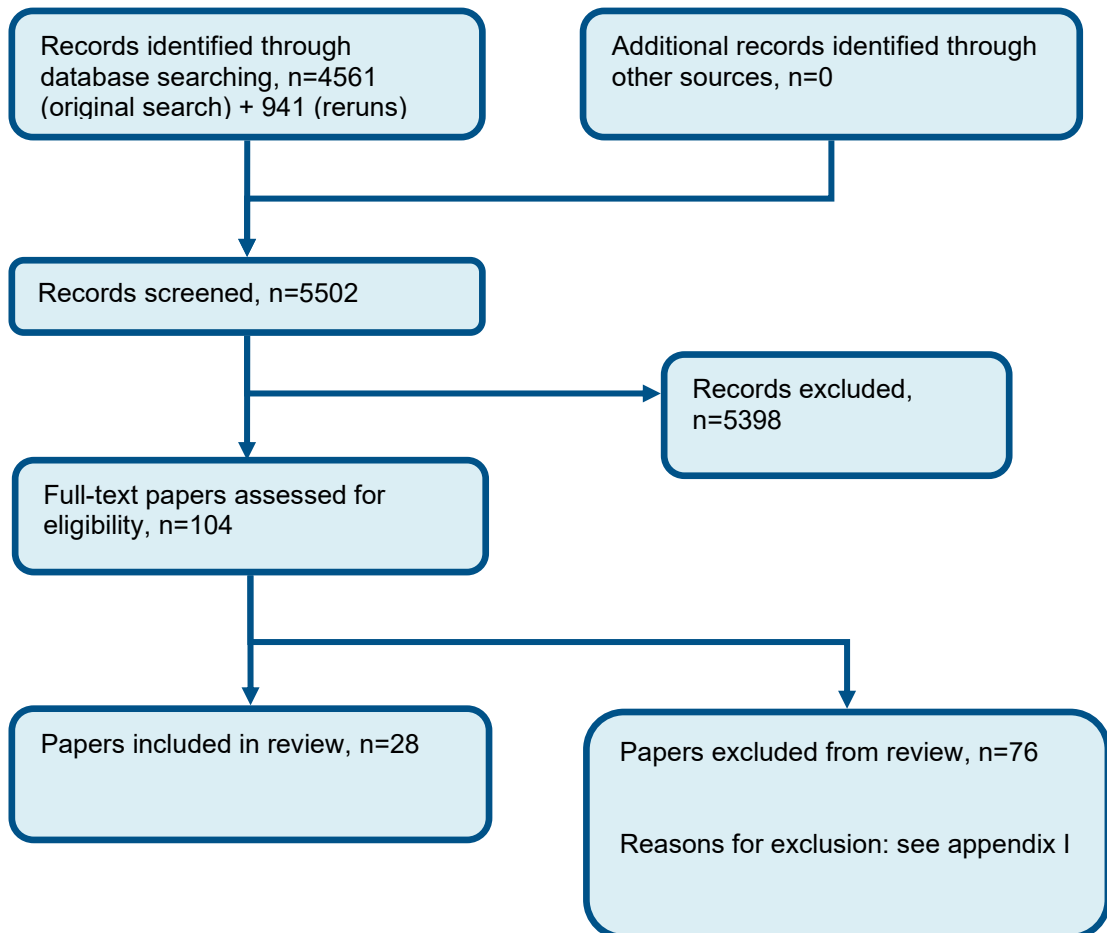 Records identified through
database searching, n=4561
(original search) + 941 (reruns)
Additional records identified through
other sources, n=0
Records screened, n=5502
Records excluded,
n=5398
Full-text papers assessed for
eligibility, n=104
Papers included in review, n=28
Papers excluded from review, n=76
Reasons for exclusion: see appendix I